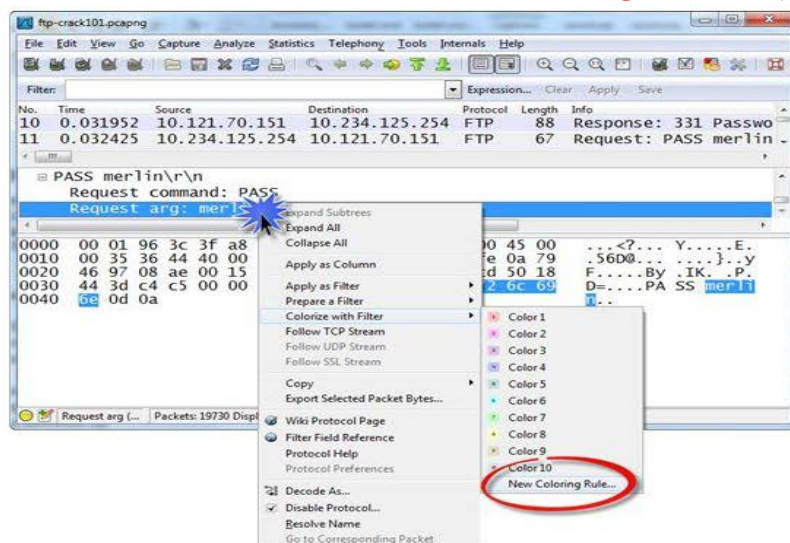 ftp-crack101.pcapng
File Edit View Go Capture Analyze Statistics Telephony Tools Internals Help
Filter: Expression... Clear Apply Save
No. Time Source Destination Protocol Length Info
10 0.031952 10.121.70.151 10.234.125.254 FTP 88 Response: 331 Passwo
11 0.032425 10.234.125.254 10.121.70.151 FTP 67 Request: PASS merlin
PASS merlin\r\n
Request command: PASS
Request arg: merl
Expand Subtrees
Expand All
Collapse All
Apply as Column
Apply as Filter
Prepare a Filter
Colorize with Filter
Follow TCP Stream
Follow UDP Stream
Follow SSL Stream
Copy
Export Selected Packet Bytes...
Wiki Protocol Page
Filter Field Reference
Protocol Help
Protocol Preferences
Decode As...
Disable Protocol...
Resolve Name
Go to Corresponding Packet
Color 1
Color 2
Color 3
Color 4
Color 5
Color 6
Color 7
Color 8
Color 9
Color 10
New Coloring Rule...
0000 00 01 96 3c 3f a8 00 45 00 ...<?... Y.....E.
0010 00 35 36 44 40 00 0a 79 .56D@... ....}..y
0020 46 97 08 ae 00 15 50 18 F.....By .IK. .P.
0030 44 3d c4 c5 00 00 6c 69 D=....PA SS merli
0040 6e 0d 0a n..
Request arg (... Packets: 19730 Displ